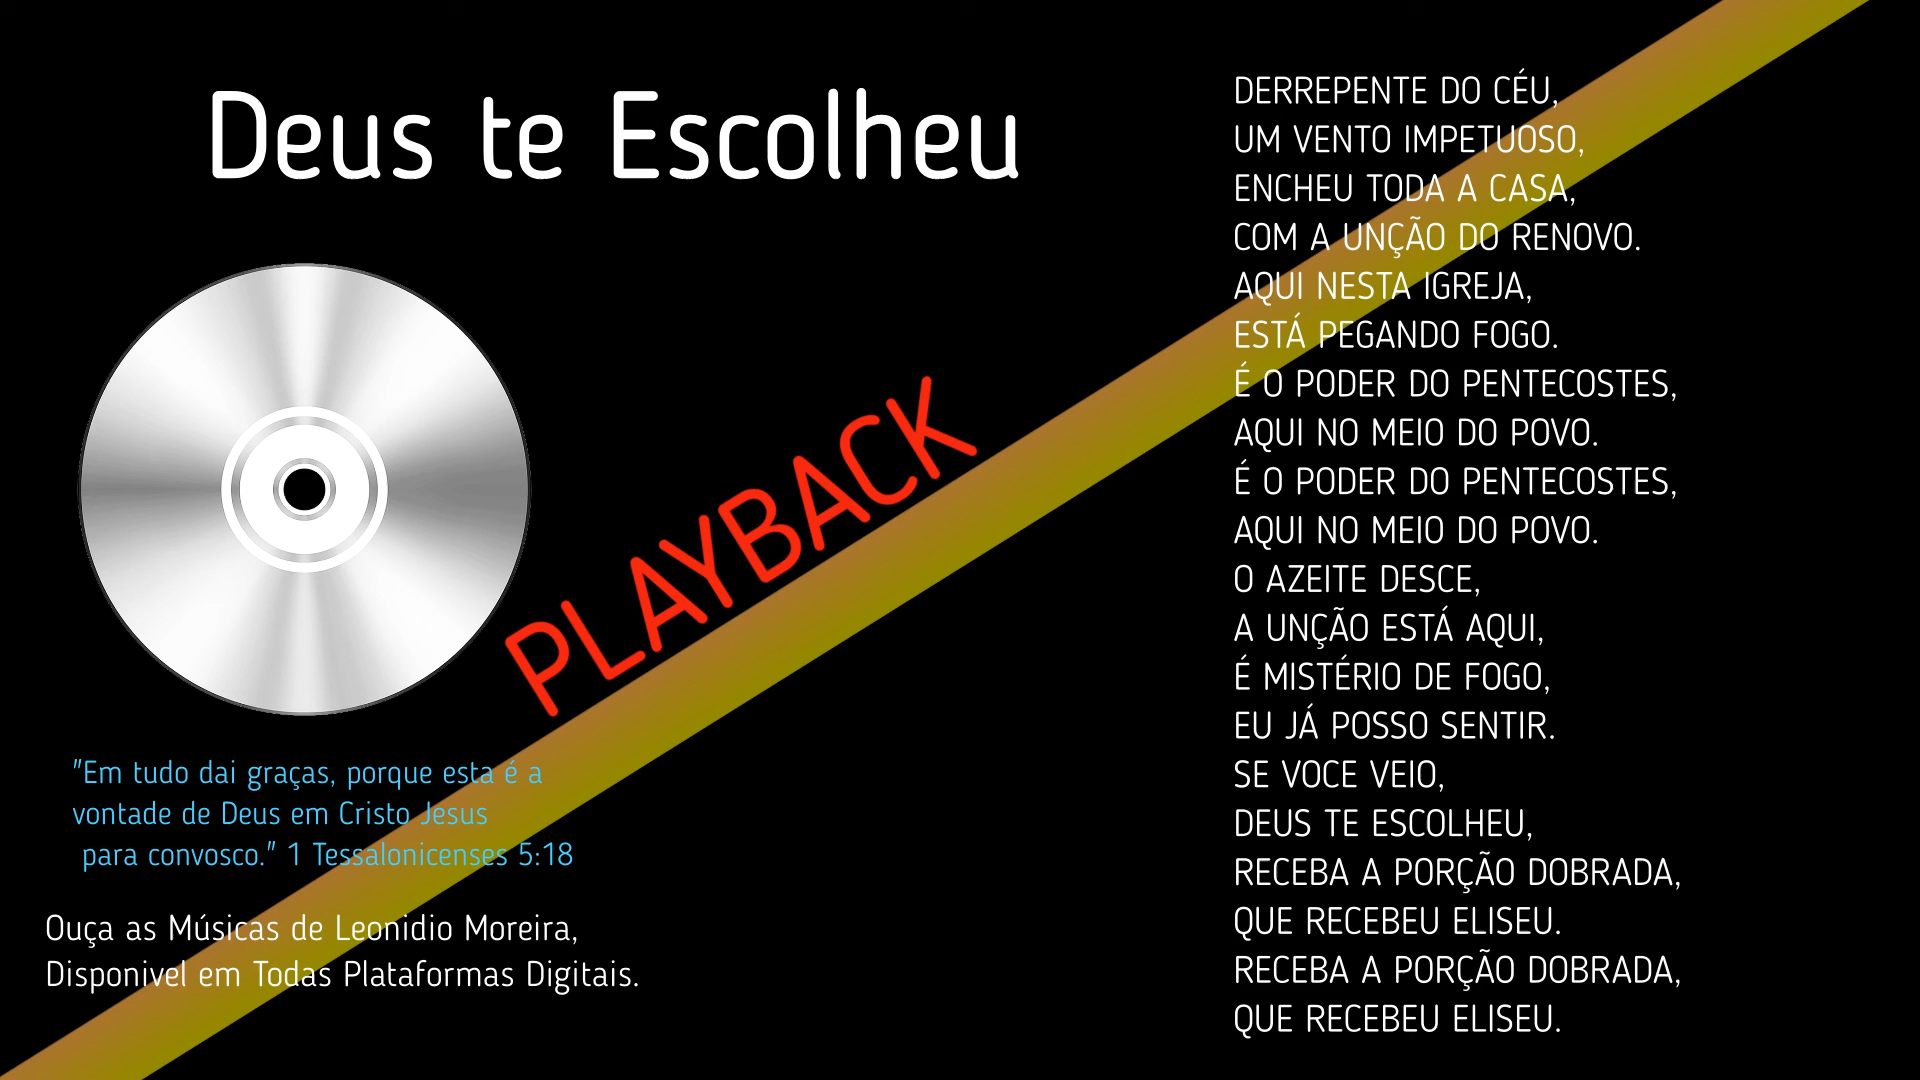 Deus te Escolheu
PLAYBACK
"Em tudo dai graças, porque esta é a
vontade de Deus em Cristo Jesus
para convosco." 1 Tessalonicenses 5:18
Ouça as Músicas de Leonidio Moreira,
Disponivel em Todas Plataformas Digitais.
DERREPENTE DO CÉU,
UM VENTO IMPETUOSO,
ENCHEU TODA A CASA,
COM A UNÇÃO DO RENOVO.
AQUI NESTA IGREJA,
ESTÁ PEGANDO FOGO.
É O PODER DO PENTECOSTES,
AQUI NO MEIO DO POVO.
É O PODER DO PENTECOSTES,
AQUI NO MEIO DO POVO.
O AZEITE DESCE,
A UNÇÃO ESTÁ AQUI,
É MISTÉRIO DE FOGO,
EU JÁ POSSO SENTIR.
SE VOCE VEIO,
DEUS TE ESCOLHEU,
RECEBA A PORÇÃO DOBRADA,
QUE RECEBEU ELISEU.
RECEBA A PORÇÃO DOBRADA,
QUE RECEBEU ELISEU.